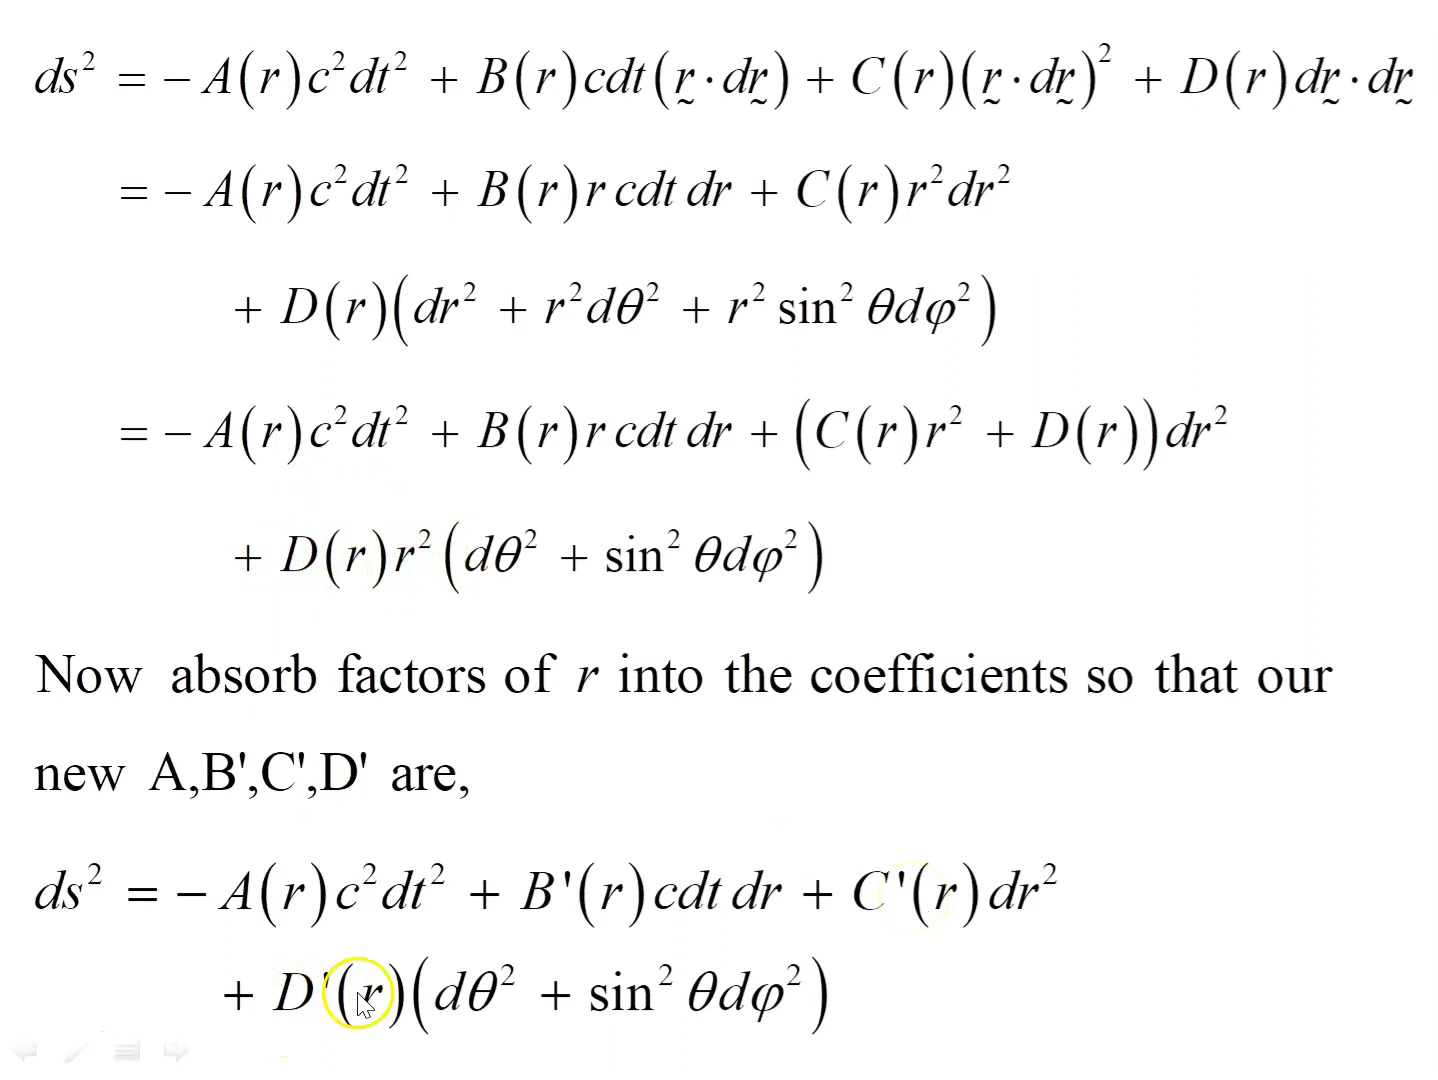 ds² = − A(r)c²dt² + B(r)cdt(r̰ · dr̰) + C(r)(r̰ · dr̰)² + D(r)dr̰ · dr̰
= − A(r)c²dt² + B(r)r cdt dr + C(r)r²dr²
+ D(r)(dr² + r²dθ² + r² sin² θdφ²)
= − A(r)c²dt² + B(r)r cdt dr + (C(r)r² + D(r))dr²
+ D(r)r²(dθ² + sin² θdφ²)
Now absorb factors of r into the coefficients so that our
new A,B',C',D' are,
ds² = − A(r)c²dt² + B'(r)cdt dr + C'(r)dr²
+ D'(r)(dθ² + sin² θdφ²)